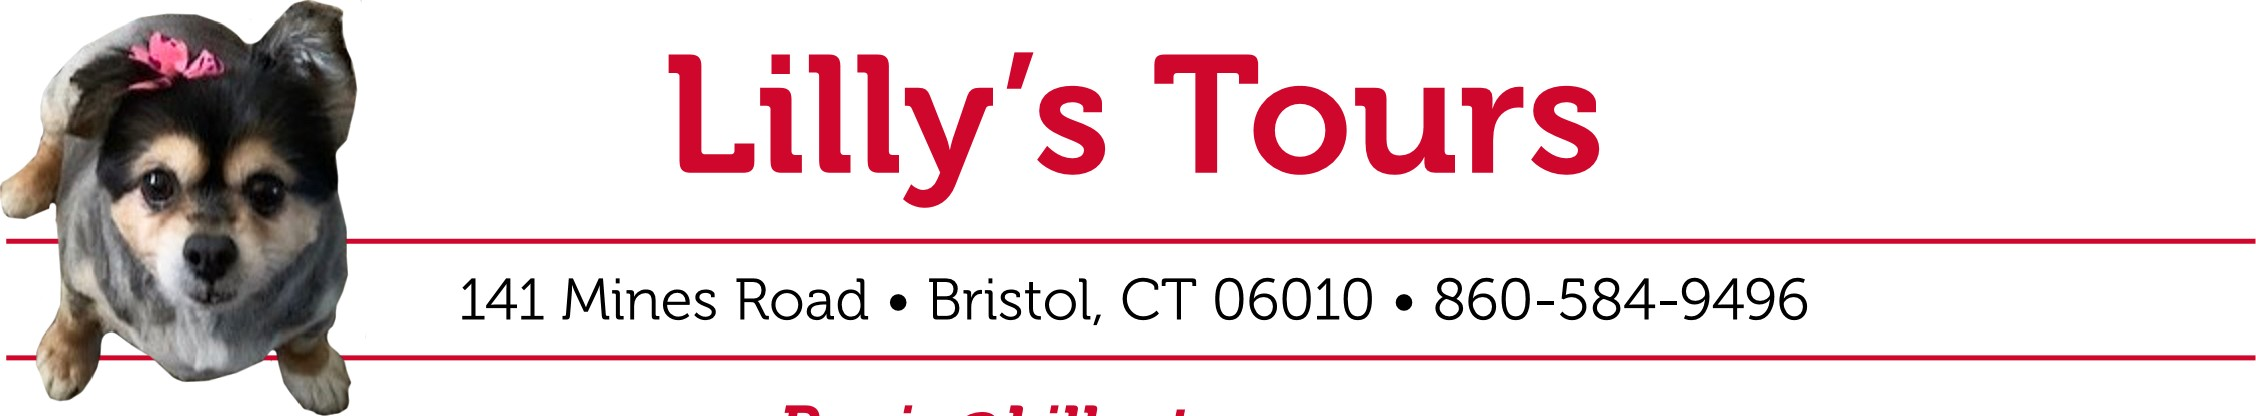 Lilly’s Tours
141 Mines Road • Bristol, CT 06010 • 860-584-9496